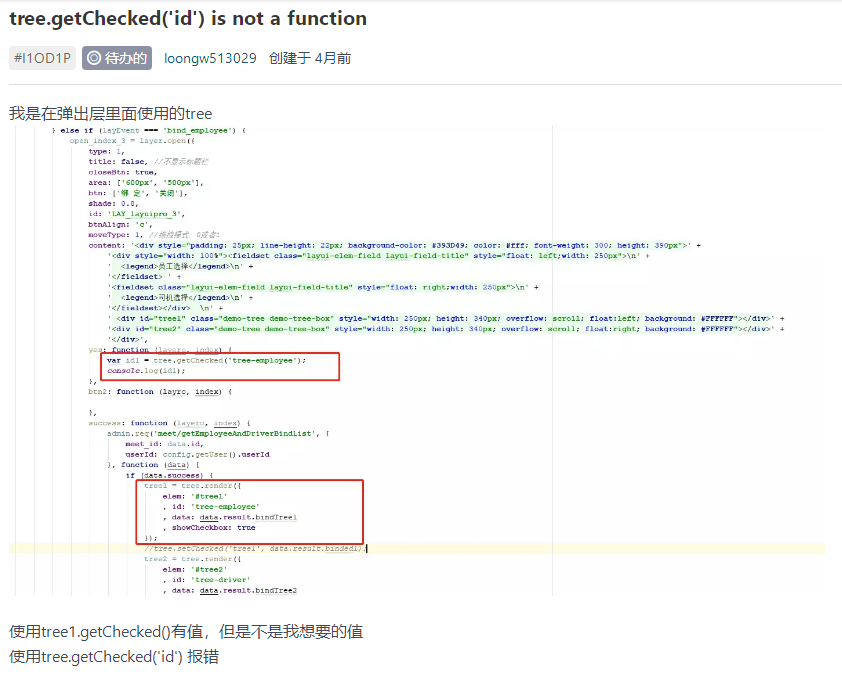 tree.getChecked('id') is not a function
#I1OD1P 待办的 loongw513029 创建于 4月前
我是在弹出层里面使用的tree
} else if (layEvent === 'bind_employee') {
open_index_3 = layer.open({
type: 1,
title: false, //不显示标题栏
closeBtn: true,
area: ['600px', '500px'],
btn: ['绑 定', '关闭'],
shade: 0.8,
id: 'LAY_layuipro_3',
btnAlign: 'c',
moveType: 1, //拖拽模式, 0或者1
content: '<div style="padding: 25px; line-height: 22px; background-color: #393D49; color: #fff; font-weight: 300; height: 390px">' +
'<div style="width: 100%"><fieldset class="layui-elem-field layui-field-title" style="float: left;width: 250px">\n' +
' <legend>员工选择</legend>\n' +
'</fieldset> ' +
'<fieldset class="layui-elem-field layui-field-title" style="float: right;width: 250px">\n' +
' <legend>司机选择</legend>\n' +
'</fieldset></div> \n' +
' <div id="tree1" class="demo-tree demo-tree-box" style="width: 250px; height: 340px; overflow: scroll; float:left; background: #FFFFFF"></div>' +
'<div id="tree2" class="demo-tree demo-tree-box" style="width: 250px; height: 340px; overflow: scroll; float:right; background: #FFFFFF"></div>' +
'</div>',
yes: function (layero, index) {
var id1 = tree.getChecked('tree-employee');
console.log(id1);
},
btn2: function (layro, index) {
},
success: function (layero, index) {
admin.req('meet/getEmployeeAndDriverBindList', {
meet_id: data.id,
userId: config.getUser().userId
}, function (data) {
if (data.success) {
tree1 = tree.render({
elem: '#tree1'
, id: 'tree-employee'
, data: data.result.bindTree1
, showCheckbox: true
});
//tree.setChecked('tree1', data.result.binded1);
tree2 = tree.render({
elem: '#tree2'
, id: 'tree-driver'
, data: data.result.bindTree2
使用tree1.getChecked()有值，但是不是我想要的值
使用tree.getChecked('id') 报错